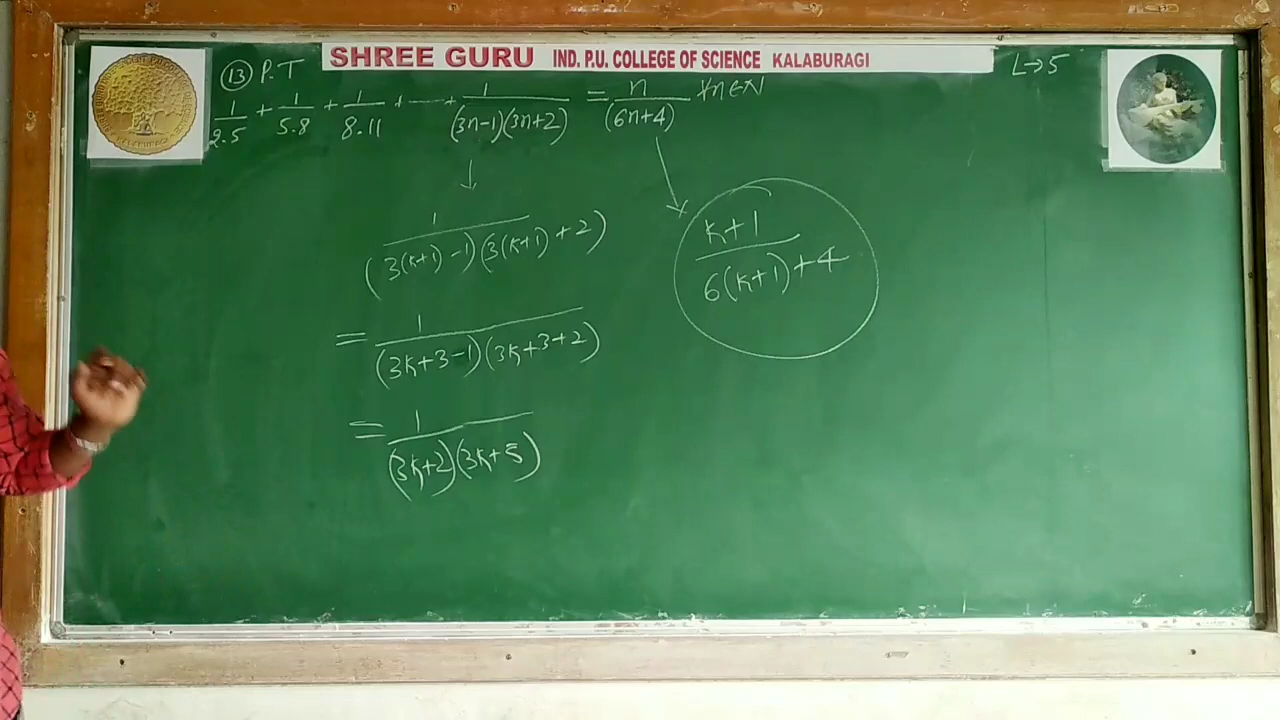 SHREE GURU IND. P.U. COLLEGE OF SCIENCE KALABURAGI
L→5
(13) P.T
1/2.5 + 1/5.8 + 1/8.11 + ---- + 1/(3n-1)(3n+2) = n/(6n+4) ∀n∈N
1/(3(k+1)-1)(3(k+1)+2)
k+1/6(k+1)+4
= 1/(3k+3-1)(3k+3+2)
= 1/(3k+2)(3k+5)
KALABURAGI